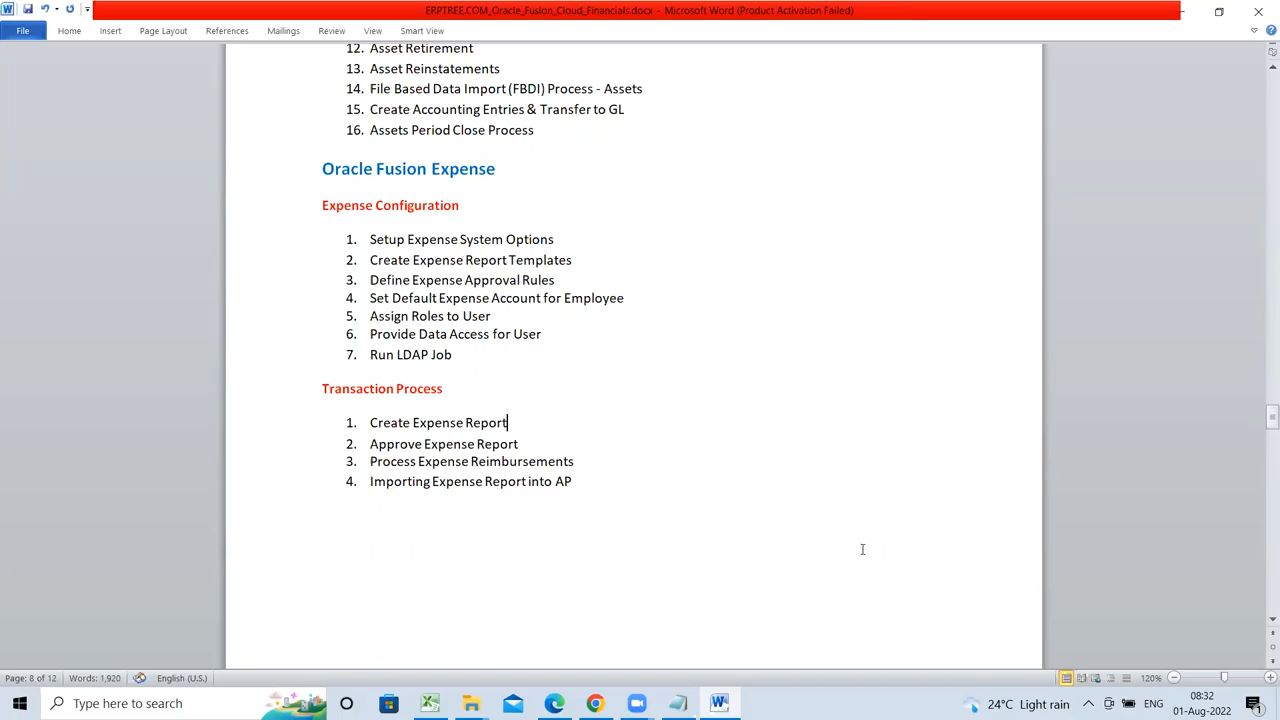 ERPTREE.COM_Oracle_Fusion_Cloud_Financials.docx - Microsoft Word (Product Activation Failed)
File Home Insert Page Layout References Mailings Review View Smart View
12. Asset Retirement
13. Asset Reinstatements
14. File Based Data Import (FBDI) Process - Assets
15. Create Accounting Entries & Transfer to GL
16. Assets Period Close Process
Oracle Fusion Expense
Expense Configuration
1. Setup Expense System Options
2. Create Expense Report Templates
3. Define Expense Approval Rules
4. Set Default Expense Account for Employee
5. Assign Roles to User
6. Provide Data Access for User
7. Run LDAP Job
Transaction Process
1. Create Expense Report
2. Approve Expense Report
3. Process Expense Reimbursements
4. Importing Expense Report into AP
Page: 8 of 12 Words: 1,920 English (U.S.) 120%
Type here to search 24°C Light rain ENG 08:32
01-Aug-2022